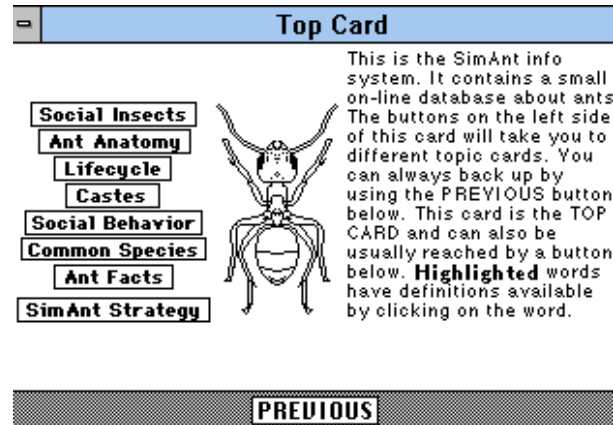 Top Card
Social Insects
Ant Anatomy
Lifecycle
Castes
Social Behavior
Common Species
Ant Facts
SimAnt Strategy
This is the SimAnt info
system. It contains a small
on-line database about ants
The buttons on the left side
of this card will take you to
different topic cards. You
can always back up by
using the PREVIOUS button
below. This card is the TOP
CARD and can also be
usually reached by a button
below. Highlighted words
have definitions available
by clicking on the word.
PREVIOUS